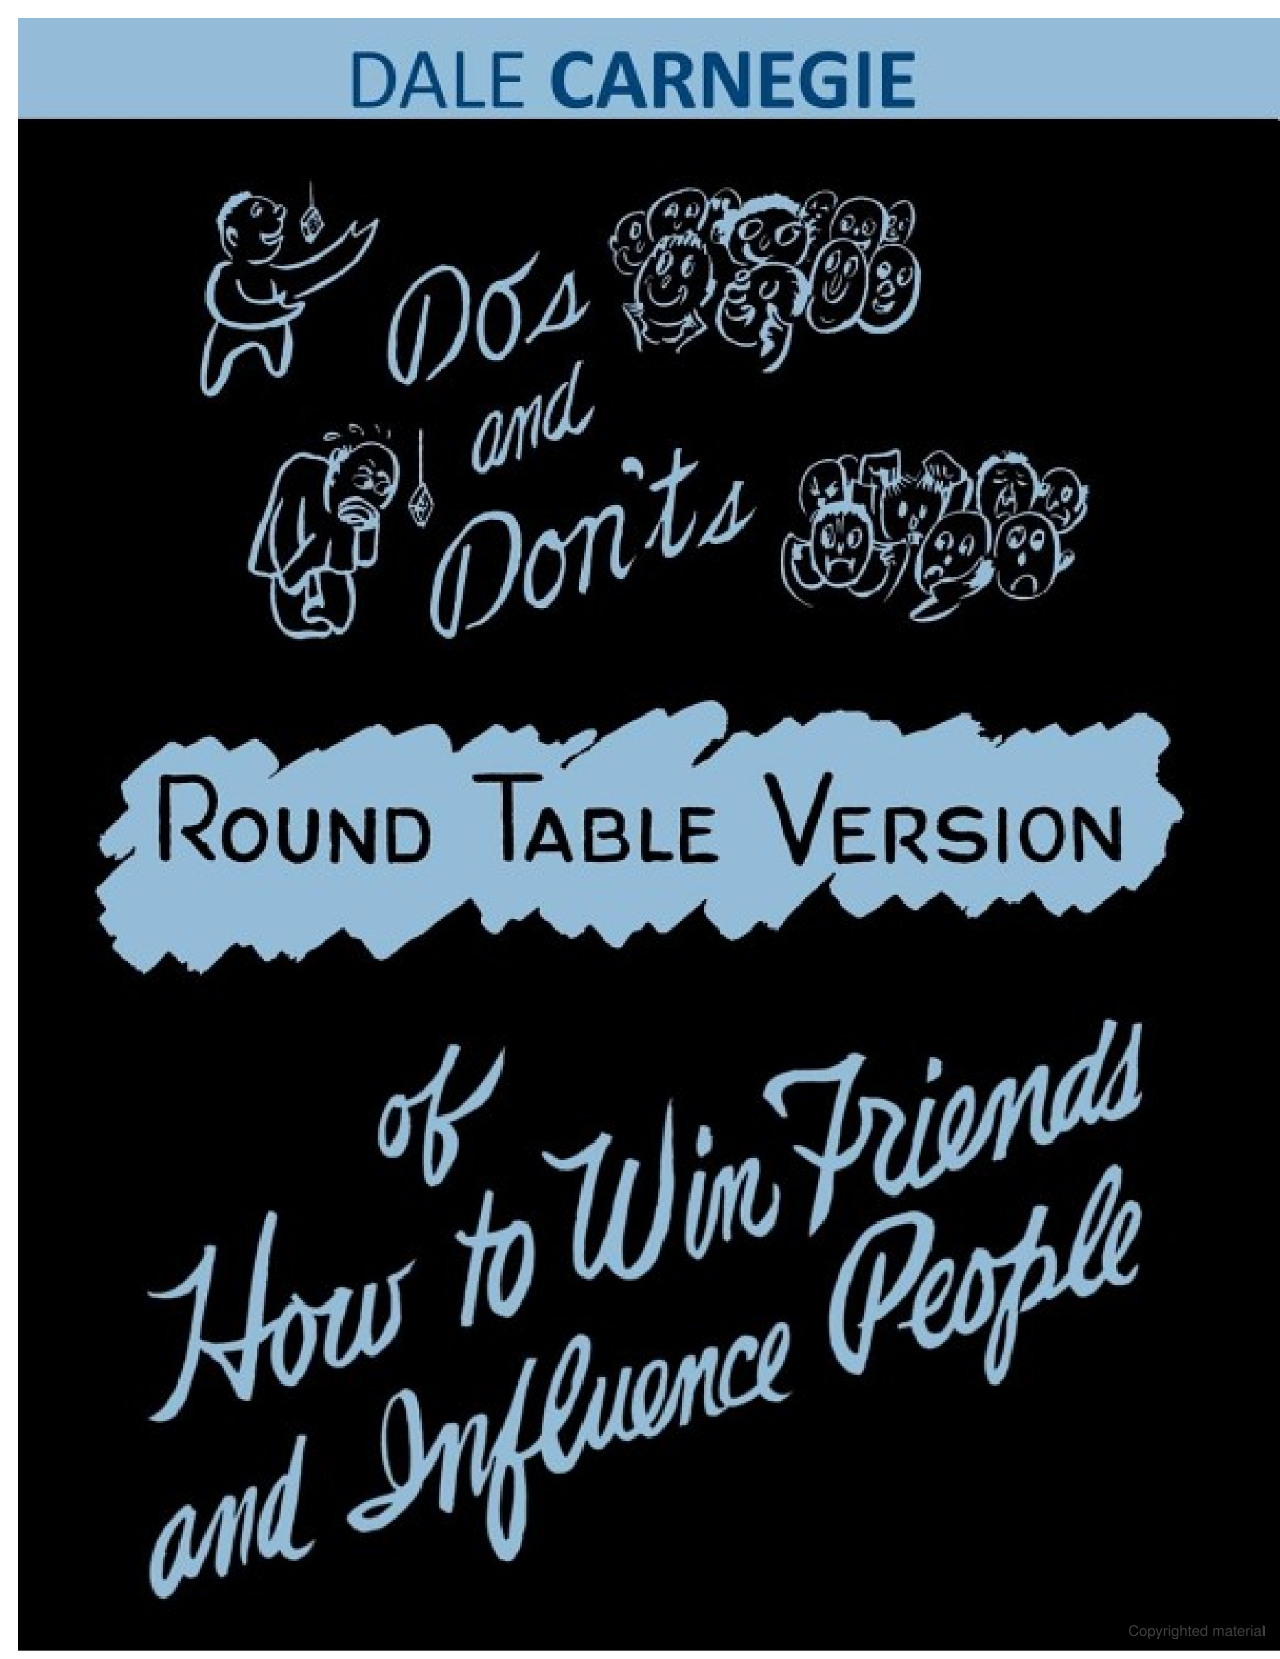 DALE CARNEGIE
Dos
and
Don'ts
ROUND TABLE VERSION
of
How to Win Friends
and Influence People
Copyrighted material